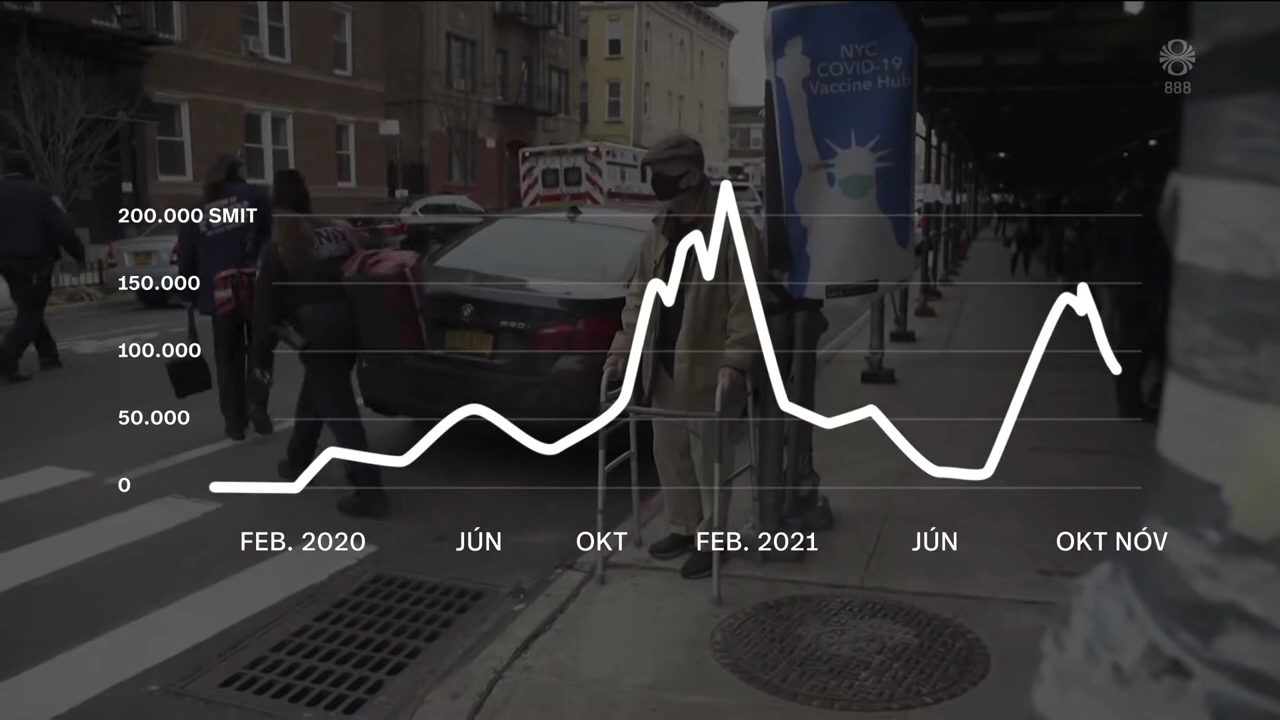 NYC
COVID-19
Vaccine Hub
888
200.000 SMIT
150.000
100.000
50.000
0
FEB. 2020 JÚN OKT FEB. 2021 JÚN OKT NÓV